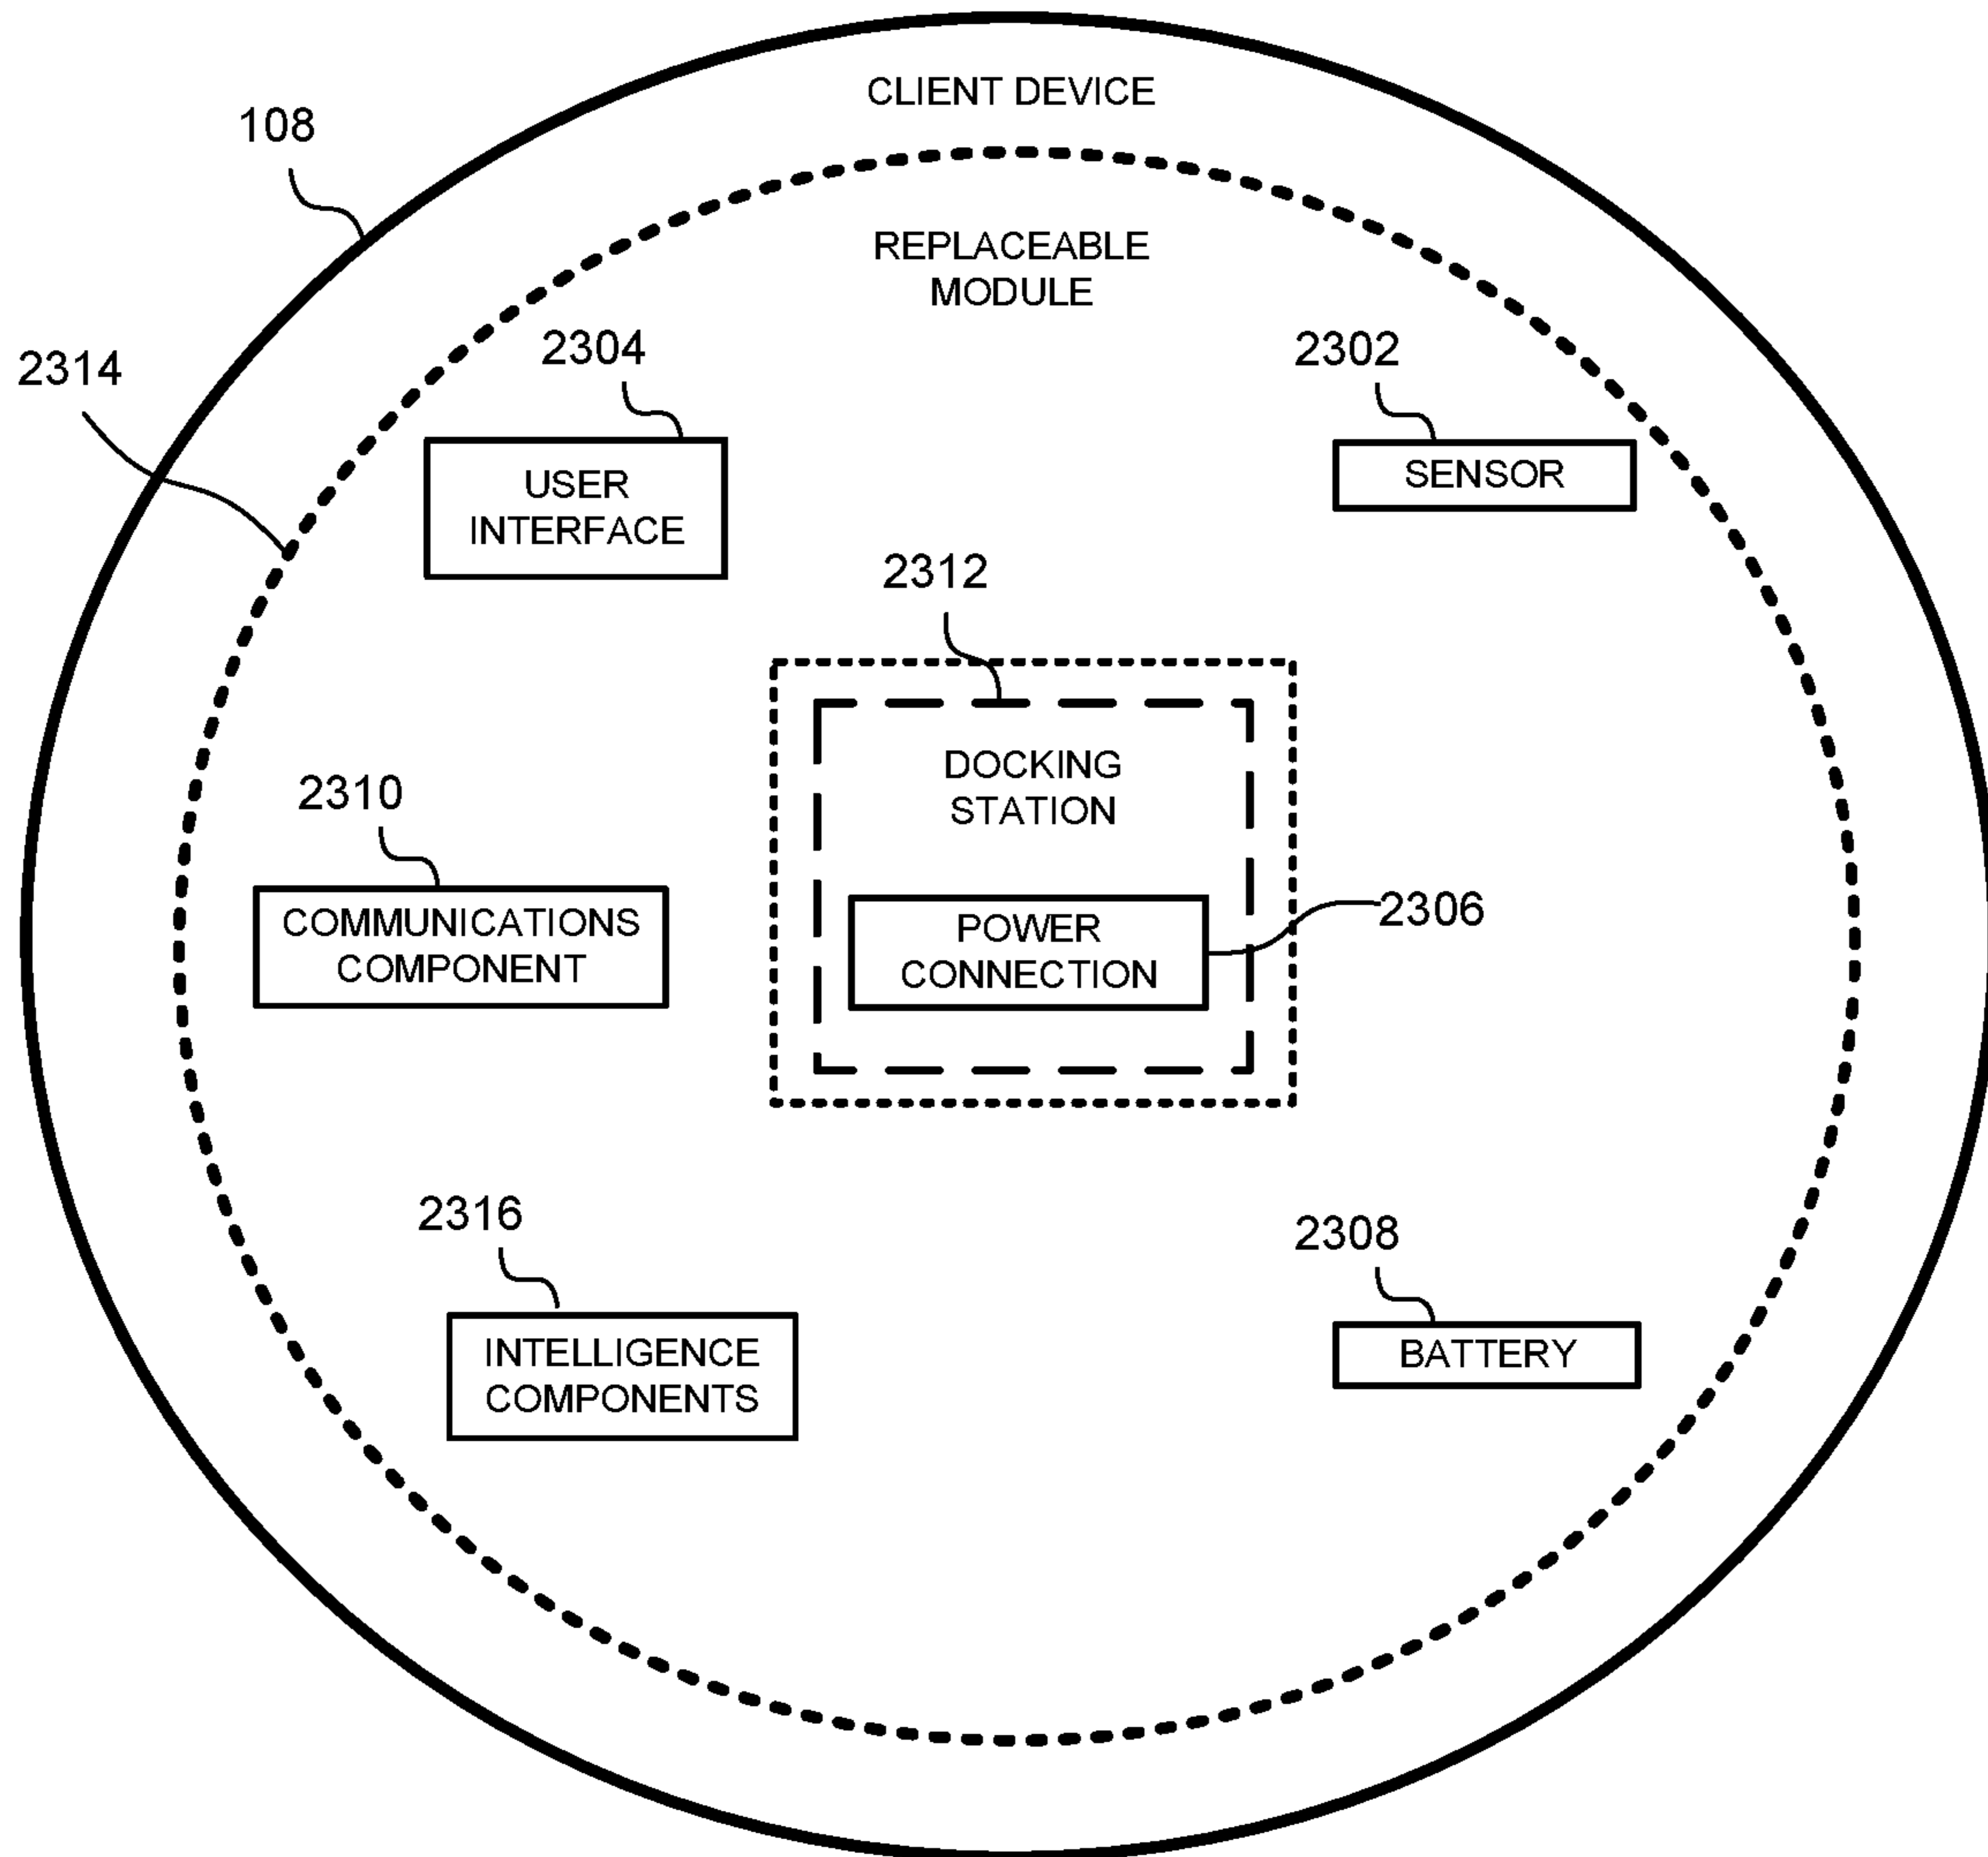 CLIENT DEVICE
108
REPLACEABLE
MODULE
2314
2304
2302
USER
INTERFACE
SENSOR
2312
DOCKING
STATION
2310
COMMUNICATIONS
COMPONENT
POWER
CONNECTION
2306
2316
2308
INTELLIGENCE
COMPONENTS
BATTERY